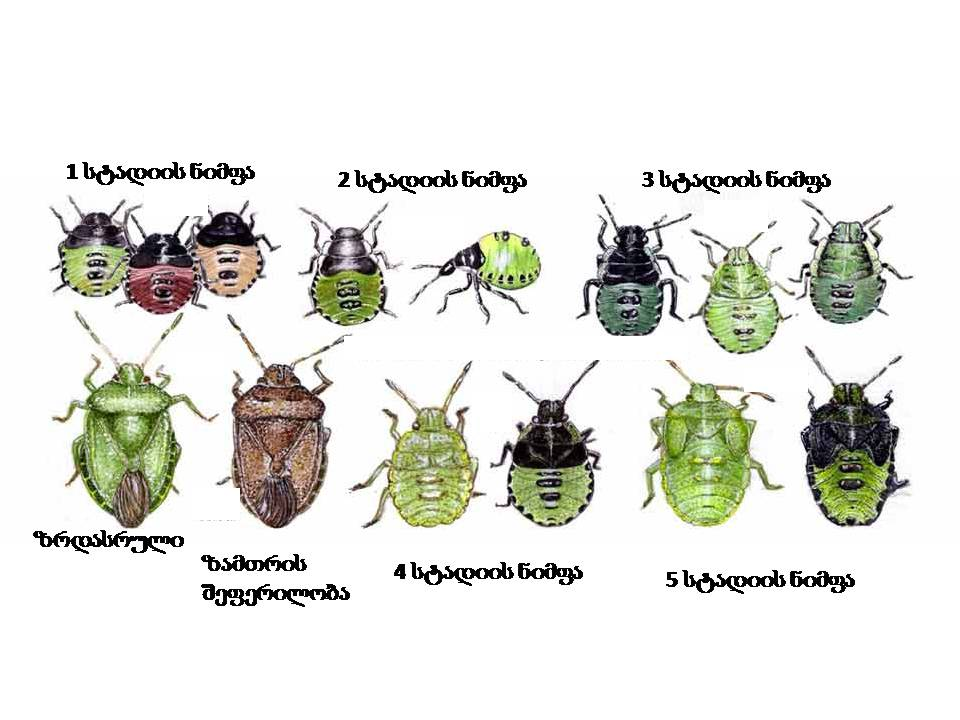 1 სტადიის ნიმფა
2 სტადიის ნიმფა
3 სტადიის ნიმფა
ზრდასრული
ზამთრის
შეფერილობა
4 სტადიის ნიმფა
5 სტადიის ნიმფა